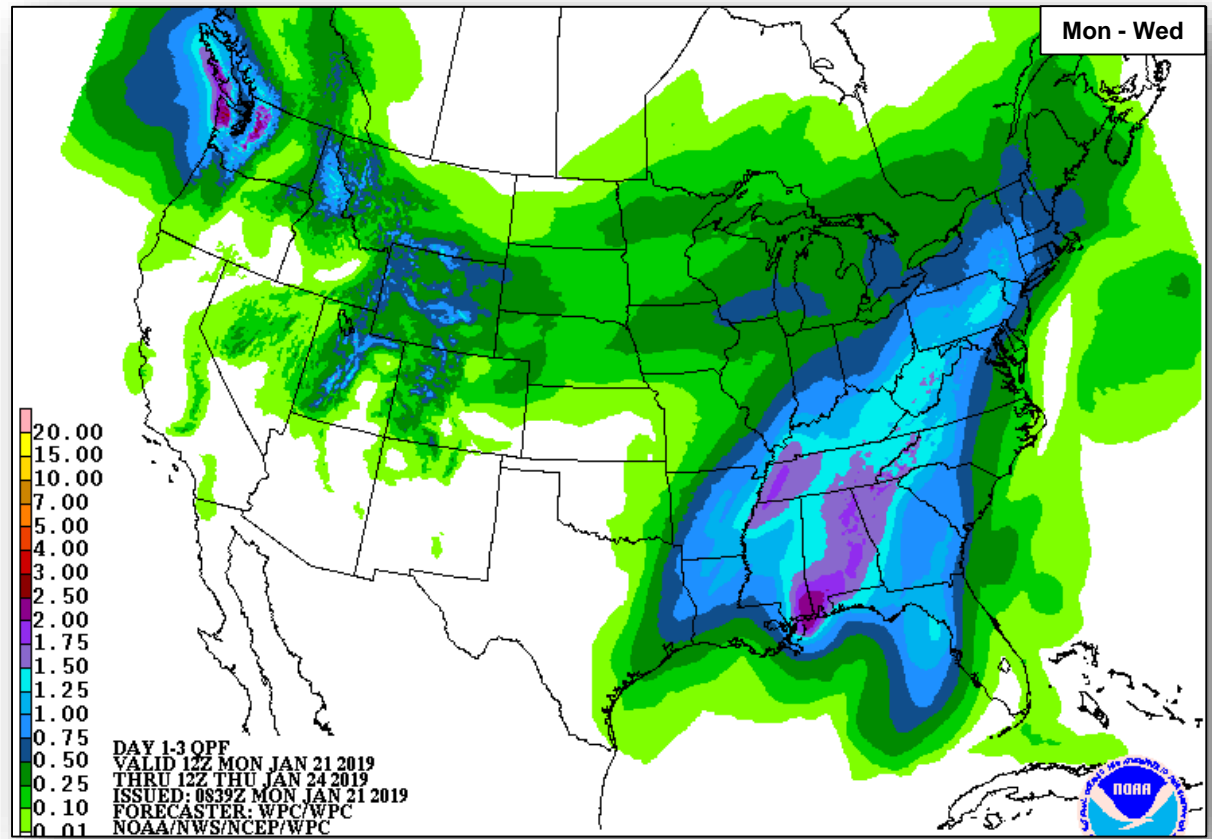 Mon - Wed
20.00
15.00
10.00
7.00
5.00
4.00
3.00
2.50
2.00
1.75
1.50
1.25
1.00
0.75
0.50
0.25
0.10
0.01
DAY 1-3 QPF
VALID 12Z MON JAN 21 2019
THRU 12Z THU JAN 24 2019
ISSUED: 0839Z MON JAN 21 2019
FORECASTER: WPC/WPC
NOAA/NWS/NCEP/WPC
NOAA